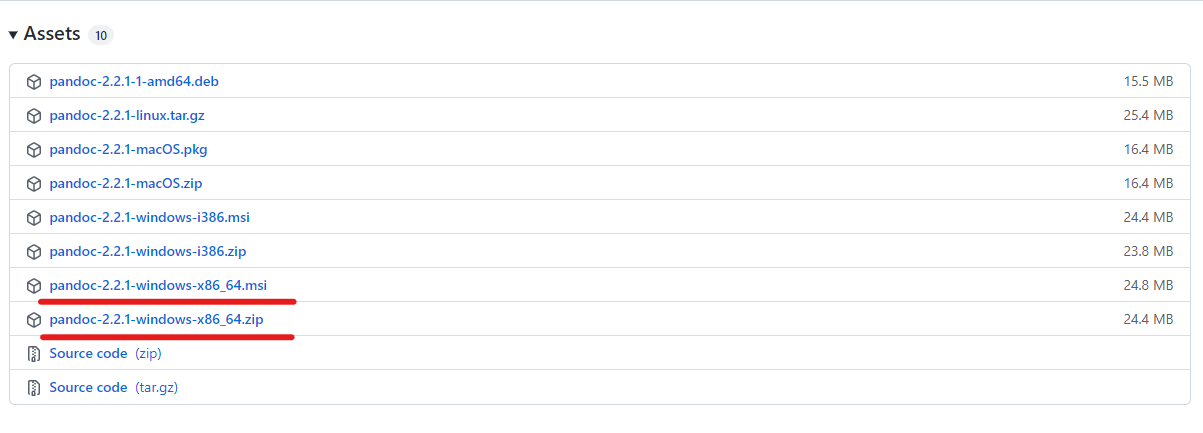 Assets 10
pandoc-2.2.1-1-amd64.deb 15.5 MB
pandoc-2.2.1-linux.tar.gz 25.4 MB
pandoc-2.2.1-macOS.pkg 16.4 MB
pandoc-2.2.1-macOS.zip 16.4 MB
pandoc-2.2.1-windows-i386.msi 24.4 MB
pandoc-2.2.1-windows-i386.zip 23.8 MB
pandoc-2.2.1-windows-x86_64.msi 24.8 MB
pandoc-2.2.1-windows-x86_64.zip 24.4 MB
Source code (zip)
Source code (tar.gz)